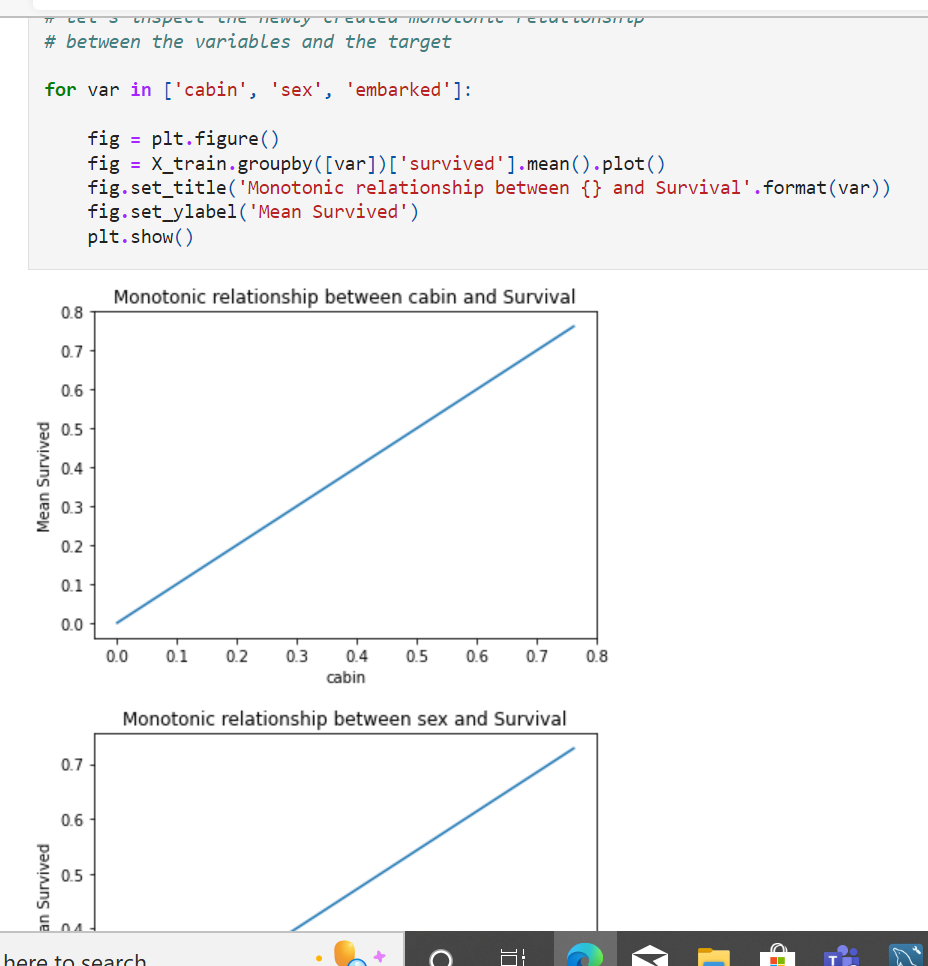 # Let's inspect the newly created monotonic relationship
# between the variables and the target
for var in ['cabin', 'sex', 'embarked']:
fig = plt.figure()
fig = X_train.groupby([var])['survived'].mean().plot()
fig.set_title('Monotonic relationship between {} and Survival'.format(var))
fig.set_ylabel('Mean Survived')
plt.show()
Monotonic relationship between cabin and Survival
0.8
0.7
0.6
0.5
0.4
0.3
0.2
0.1
0.0
Mean Survived
0.0 0.1 0.2 0.3 0.4 0.5 0.6 0.7 0.8
cabin
Monotonic relationship between sex and Survival
0.7
0.6
0.5
0.4
an Survived
here to search
T